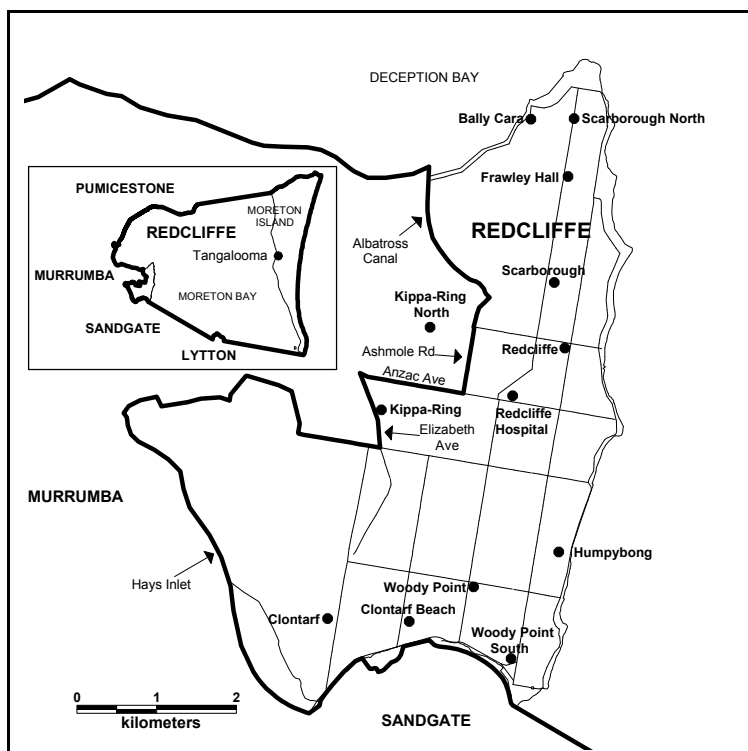 DECEPTION BAY
Bally Cara
Scarborough North
Frawley Hall
REDCLIFFE
Albatross
Canal
Scarborough
Kippa-Ring
North
Ashmole Rd
Redcliffe
Anzac Ave
Kippa-Ring
Redcliffe
Hospital
Elizabeth
Ave
PUMICESTONE
MORETON
ISLAND
REDCLIFFE
Tangalooma
MURRUMBA
MORETON BAY
SANDGATE
LYTTON
MURRUMBA
Humpybong
Hays Inlet
Woody Point
Clontarf
Clontarf Beach
Woody Point
South
0 1 2
kilometers
SANDGATE